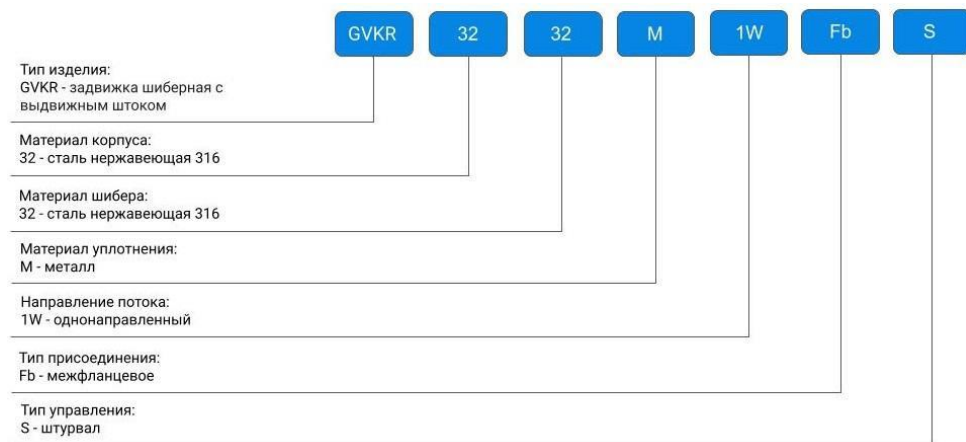 GVKR 32 32 M 1W Fb S
Тип изделия:
GVKR - задвижка шиберная с
выдвижным штоком
Материал корпуса:
32 - сталь нержавеющая 316
Материал шибера:
32 - сталь нержавеющая 316
Материал уплотнения:
M - металл
Направление потока:
1W - однонаправленный
Тип присоединения:
Fb - межфланцевое
Тип управления:
S - штурвал